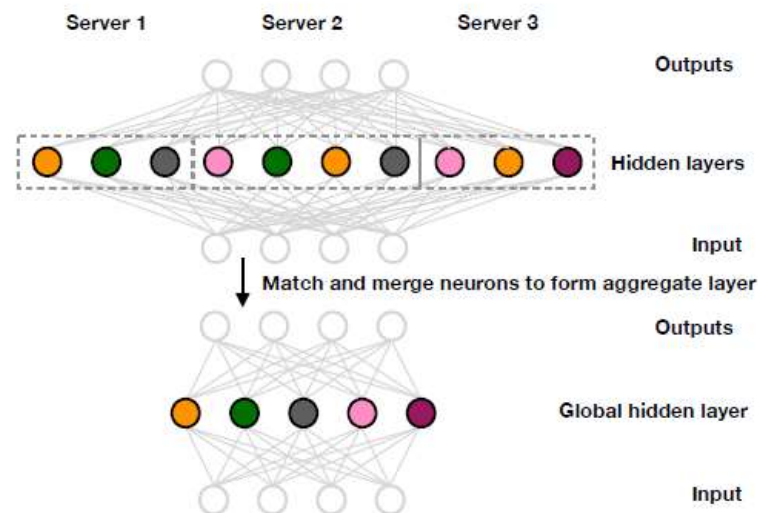 Server 1 Server 2 Server 3
Outputs
Hidden layers
Input
Match and merge neurons to form aggregate layer
Outputs
Global hidden layer
Input